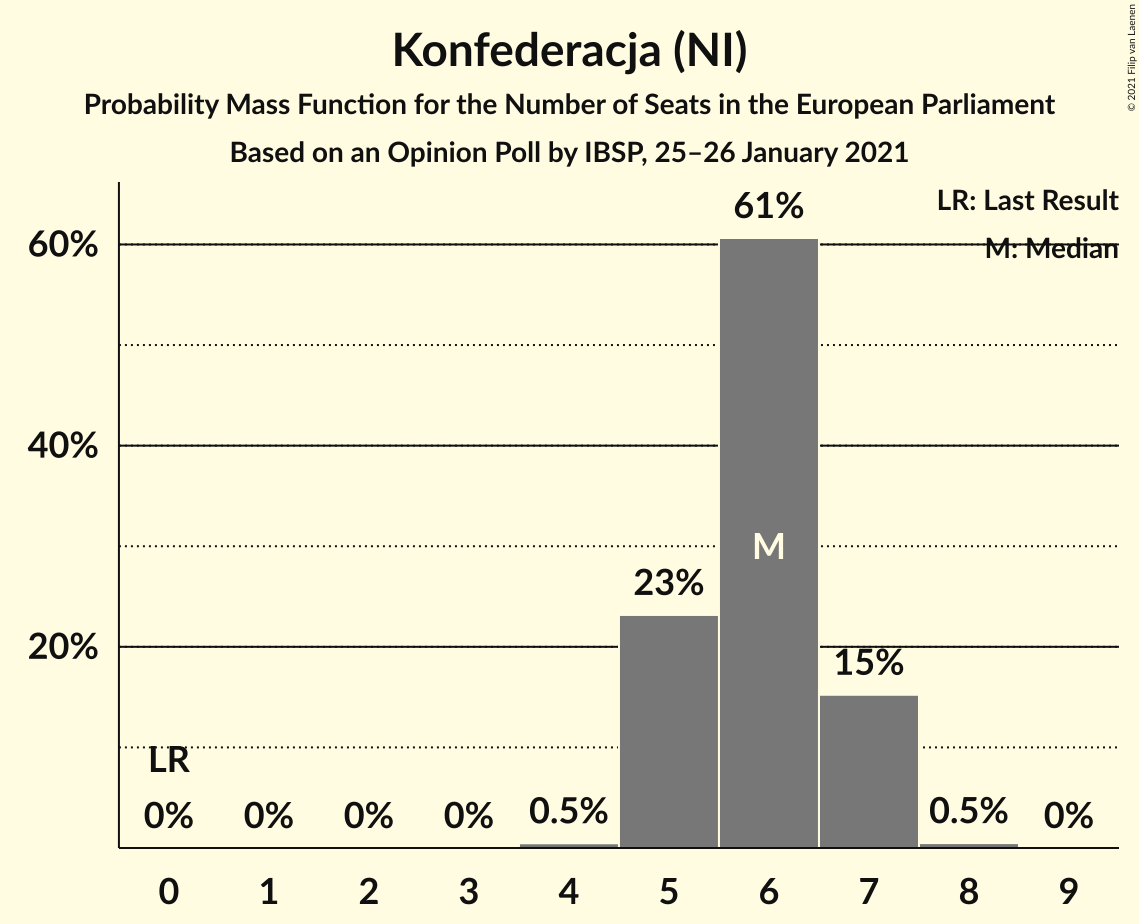 Konfederacja (NI)
Probability Mass Function for the Number of Seats in the European Parliament
Based on an Opinion Poll by IBSP, 25–26 January 2021
© 2021 Filip van Laenen
LR: Last Result
M: Median
61%
60%
40%
M
23%
20%
15%
LR
0%
0%
0%
0%
0.5%
0.5%
0%
0 1 2 3 4 5 6 7 8 9